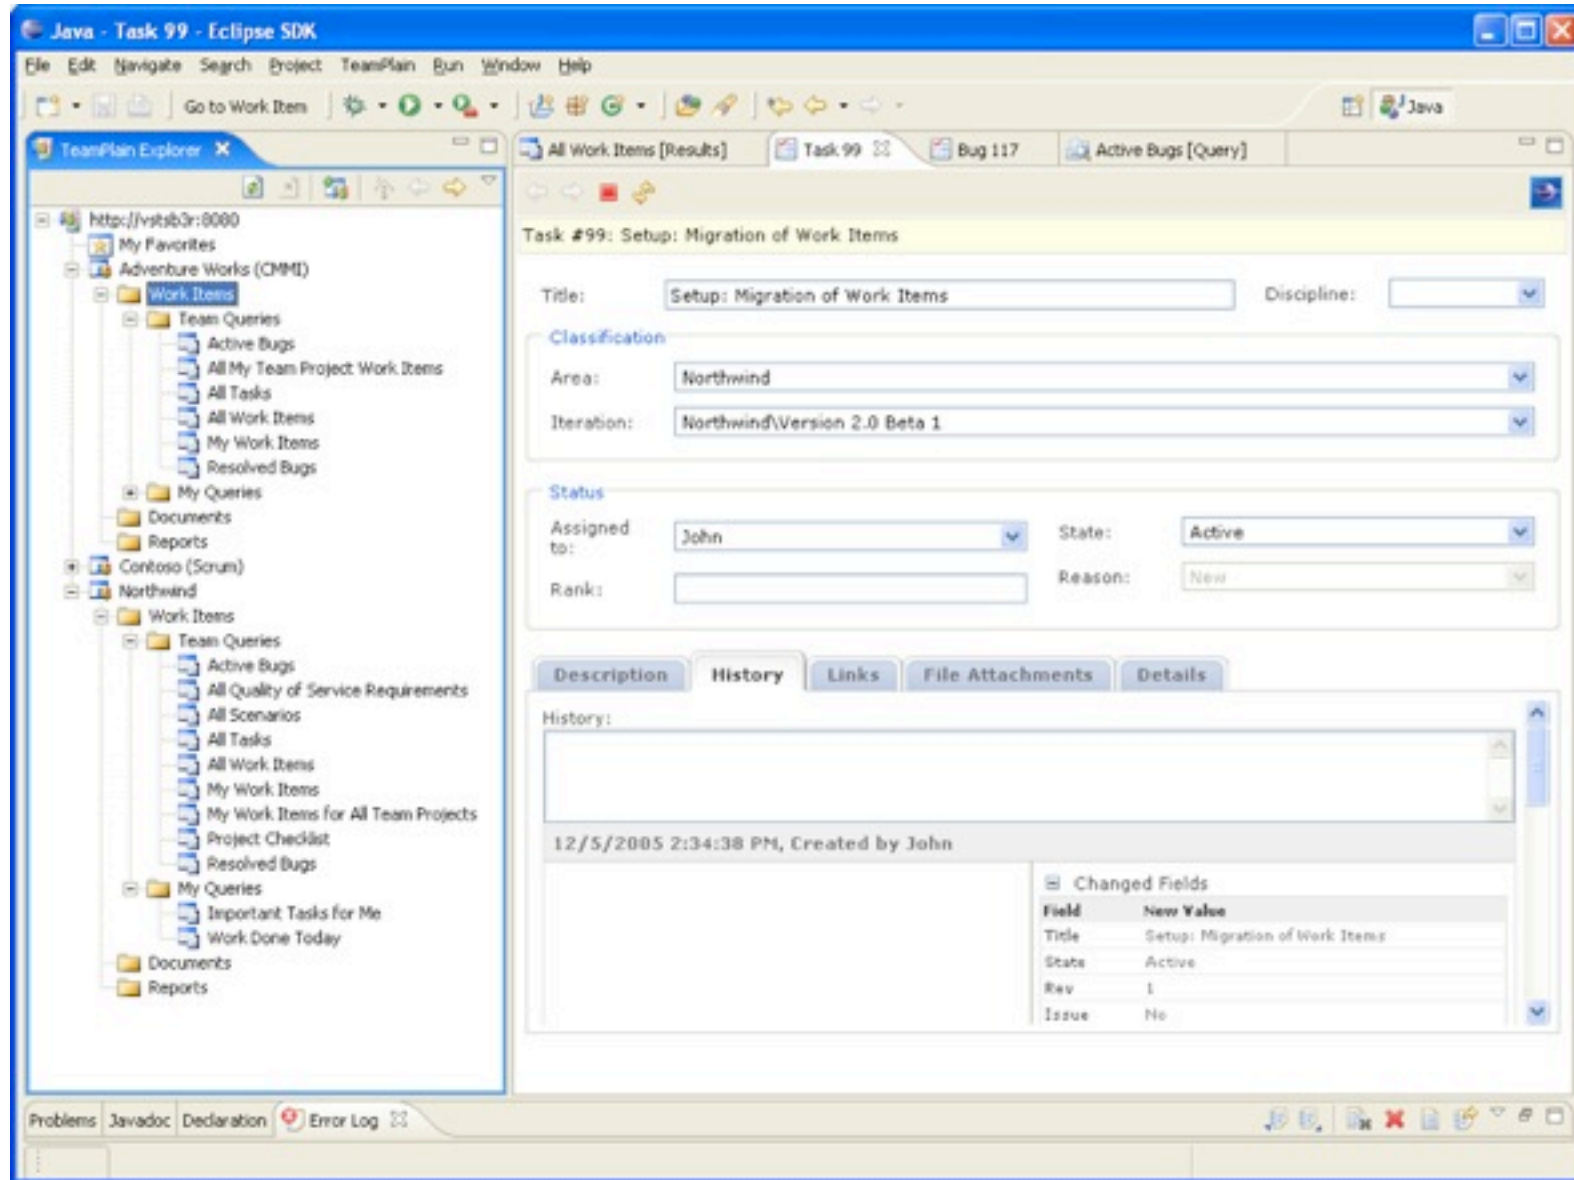 Java - Task 99 - Eclipse SDK
File Edit Navigate Search Project TeamPlain Run Window Help
Go to Work Item
Java
TeamPlain Explorer
http://vstsb3r:8080
My Favorites
Adventure Works (CMMI)
Work Items
Team Queries
Active Bugs
All My Team Project Work Items
All Tasks
All Work Items
My Work Items
Resolved Bugs
My Queries
Documents
Reports
Contoso (Scrum)
Northwind
Work Items
Team Queries
Active Bugs
All Quality of Service Requirements
All Scenarios
All Tasks
All Work Items
My Work Items
My Work Items for All Team Projects
Project Checklist
Resolved Bugs
My Queries
Important Tasks for Me
Work Done Today
Documents
Reports
All Work Items [Results] Task 99 Bug 117 Active Bugs [Query]
Task #99: Setup: Migration of Work Items
Title: Setup: Migration of Work Items Discipline:
Classification
Area: Northwind
Iteration: Northwind\Version 2.0 Beta 1
Status
Assigned to: John State: Active
Rank: Reason: New
Description History Links File Attachments Details
History:
12/5/2005 2:34:38 PM, Created by John
Changed Fields
Field New Value
Title Setup: Migration of Work Items
State Active
Rev 1
Issue No
Problems Javadoc Declaration Error Log